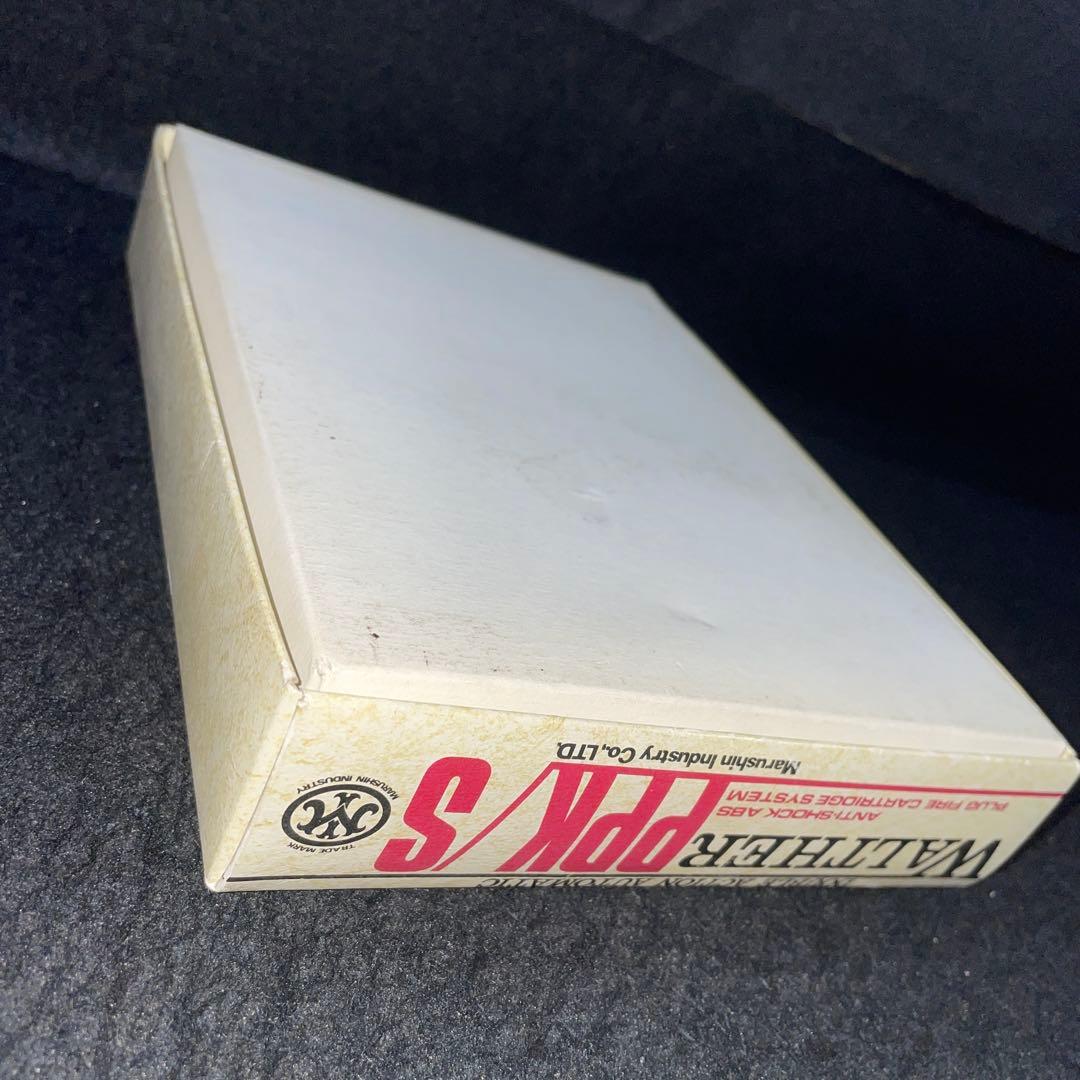 DOUBLE ACTION AUTOMATIC
WALTHER PPK/S
ANTI-SHOCK ABS
PLUG FIRE CARTRIDGE SYSTEM
Marushin Industry Co., LTD.
TRADE MARK
MARUSHIN INDUSTRY